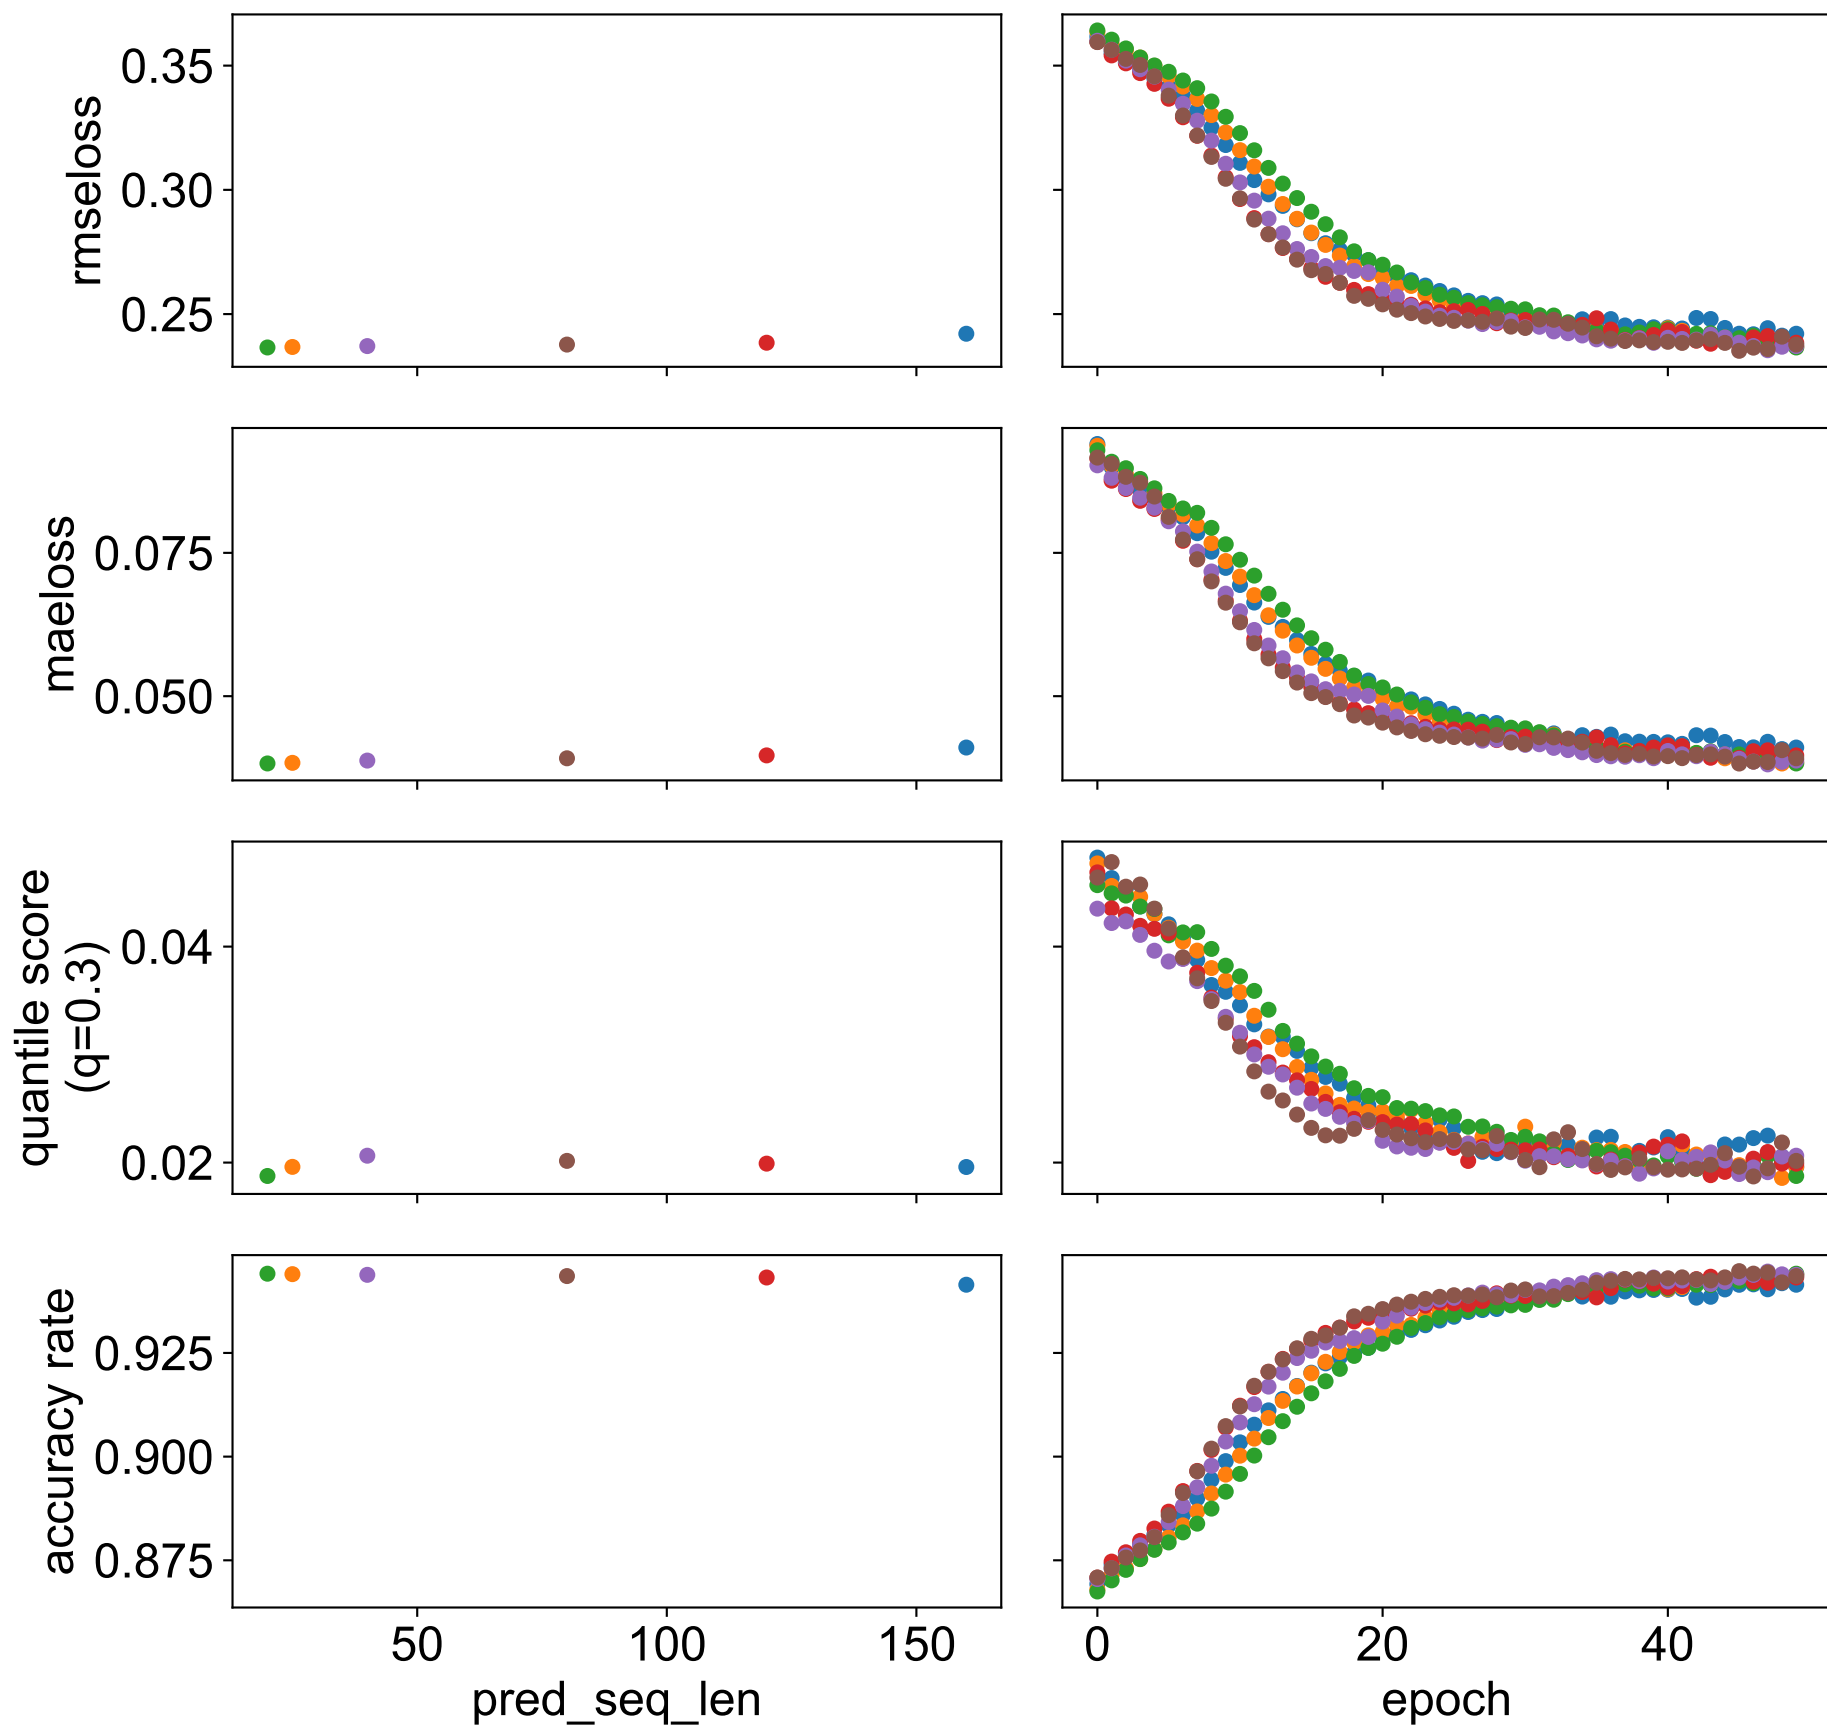 rmseloss
0.35
0.30
0.25
maeloss
0.075
0.050
quantile score
(q=0.3)
0.04
0.02
accuracy rate
0.925
0.900
0.875
50 100 150
pred_seq_len
0 20 40
epoch